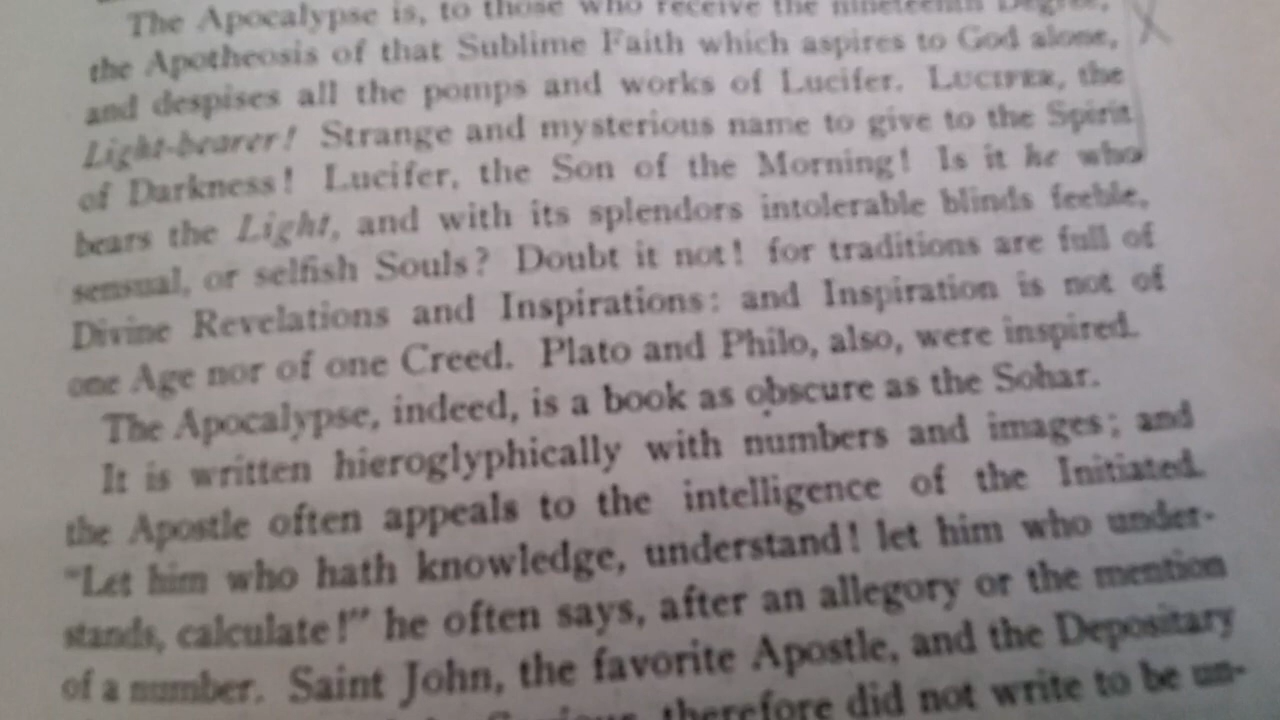 The Apocalypse is, to those who receive the nineteenth Degree,
the Apotheosis of that Sublime Faith which aspires to God alone,
and despises all the pomps and works of Lucifer. LUCIFER, the
Light-bearer! Strange and mysterious name to give to the Spirit
of Darkness! Lucifer, the Son of the Morning! Is it he who
bears the Light, and with its splendors intolerable blinds feeble,
sensual, or selfish Souls? Doubt it not! for traditions are full of
Divine Revelations and Inspirations: and Inspiration is not of
one Age nor of one Creed. Plato and Philo, also, were inspired.
The Apocalypse, indeed, is a book as obscure as the Sohar.
It is written hieroglyphically with numbers and images; and
the Apostle often appeals to the intelligence of the Initiated.
"Let him who hath knowledge, understand! let him who under-
stands, calculate!" he often says, after an allegory or the mention
of a number. Saint John, the favorite Apostle, and the Depositary
therefore did not write to be un-